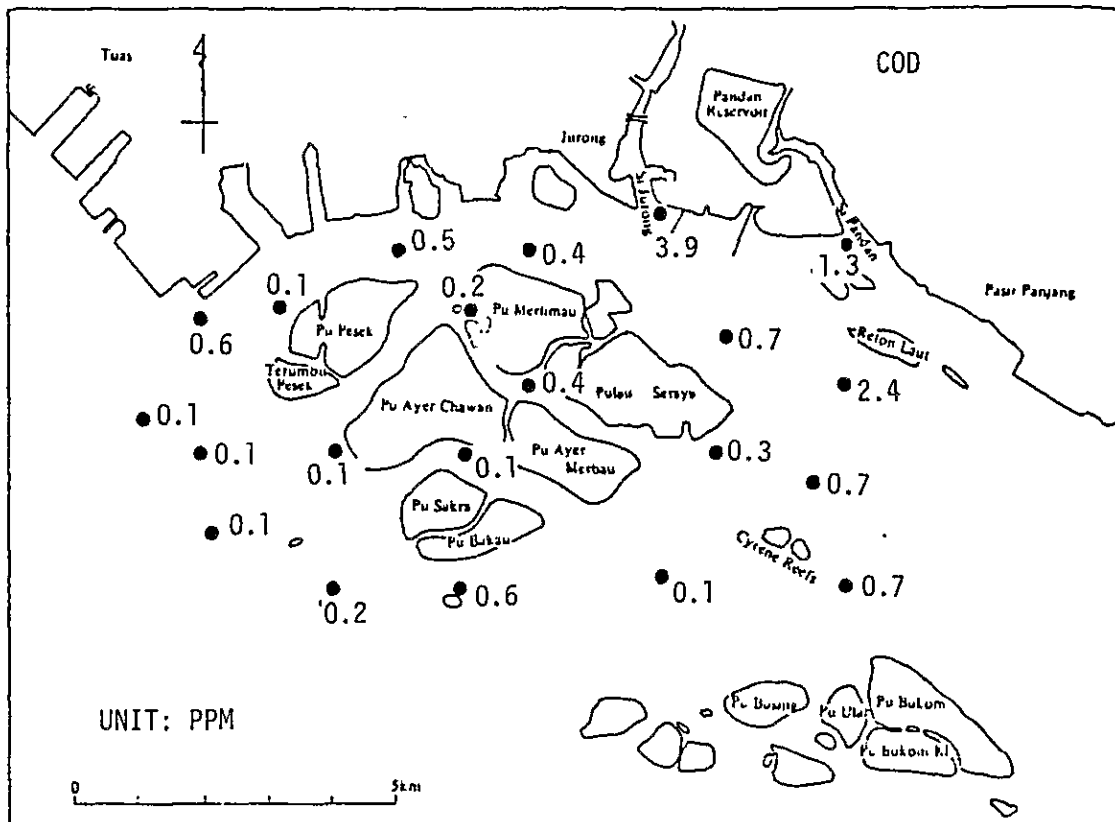 Tuas
4
COD
Pandan
Reservoir
Jurong
Si Jurong
Si Pandan
3.9
0.5
0.4
1.3
Pasir Panjang
0.1
0.2
Pu Merlimau
0.6
Pu Pesek
0.7
Reton Laut
Terumbu
Pesek
0.4
Pulau Seraya
2.4
Pu Ayer Chawan
0.1
0.1
0.1
0.1
Pu Ayer
Merbau
0.3
0.7
Pu Sakra
0.1
Pu Bukau
Cyrene Reefs
0.2
0.6
0.1
0.7
UNIT: PPM
Pu Busing
Pu Ular
Pu Bukom
Pu Bukom Kl
0
5km